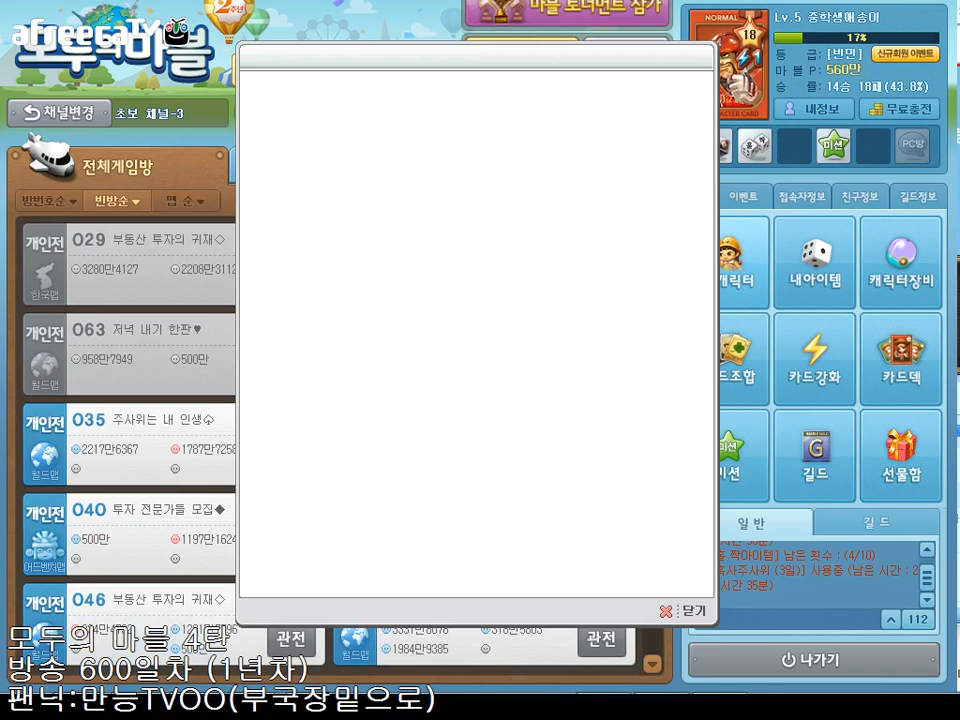 afreecaTV
모두의마블
2주년
마블 토너먼트 참가
NORMAL
18
Lv.5 중학생애송이
17%
등 급: [빈민] 신규회원 이벤트
마 블 P: 560만
승 률: 14승 18패(43.8%)
내정보
무료충전
채널변경
초보 채널-3
미션
PC방
전체게임방
방번호순
빈방순
맵 순
이벤트
접속자정보
친구정보
길드정보
개인전 029 부동산 투자의 귀재◇
3280만4127 2208만3112
한국맵
개인전 063 저녁 내기 한판♥
958만7949 500만
월드맵
개인전 035 주사위는 내 인생♤
2217만6367 1787만7258
월드맵
개인전 040 투자 전문가들 모집◆
500만 1197만1624
어드벤처맵
개인전 046 부동산 투자의 귀재◇
관전
월드맵
1984만9385
관전
캐릭터
내아이템
캐릭터장비
드조합
카드강화
카드덱
미션
길드
선물함
일반
길드
짝아이템] 남은 횟수 : (4/10)
주사위 (3일)] 사용중 (남은 시간 : 2
시간 35분)
112
닫기
나가기
모두의 마블 4탄
방송 600일차 (1년차)
팬닉:만능TVOO(부국장밑으로)